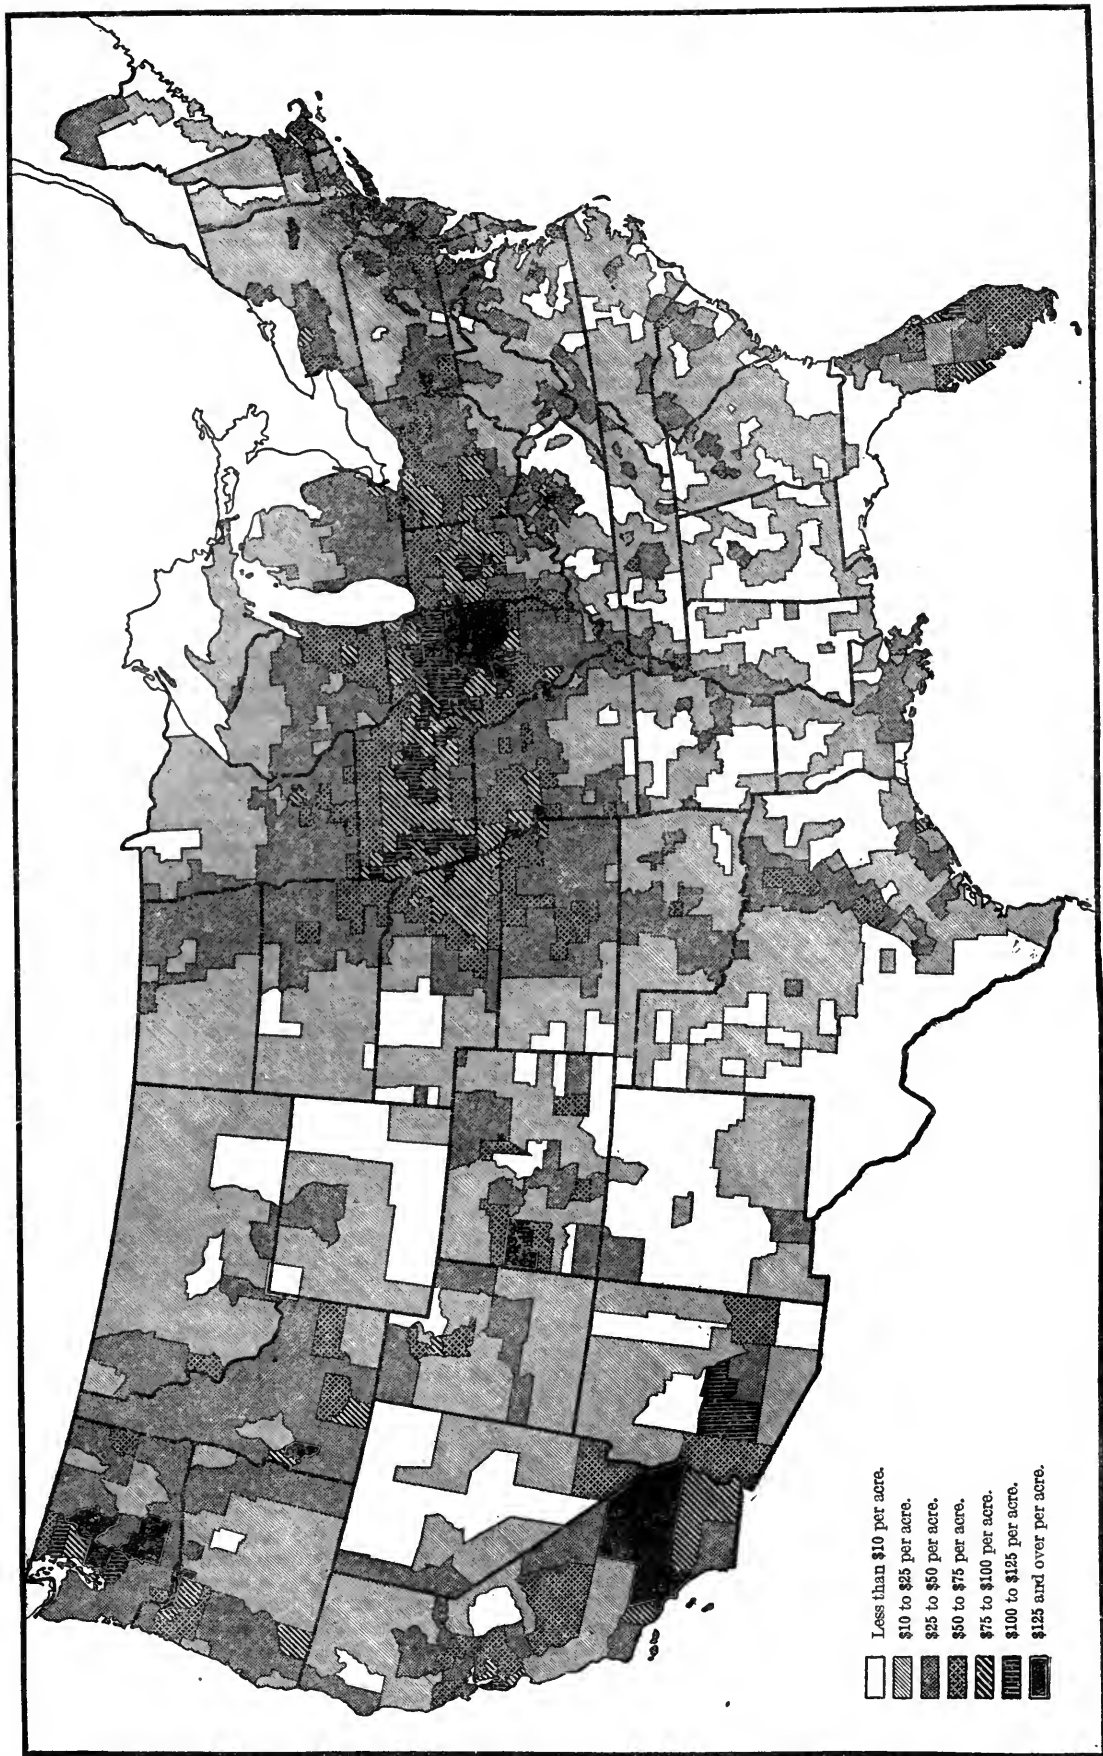 Less than $10 per acre.
$10 to $25 per acre.
$25 to $50 per acre.
$50 to $75 per acre.
$75 to $100 per acre.
$100 to $125 per acre.
$125 and over per acre.